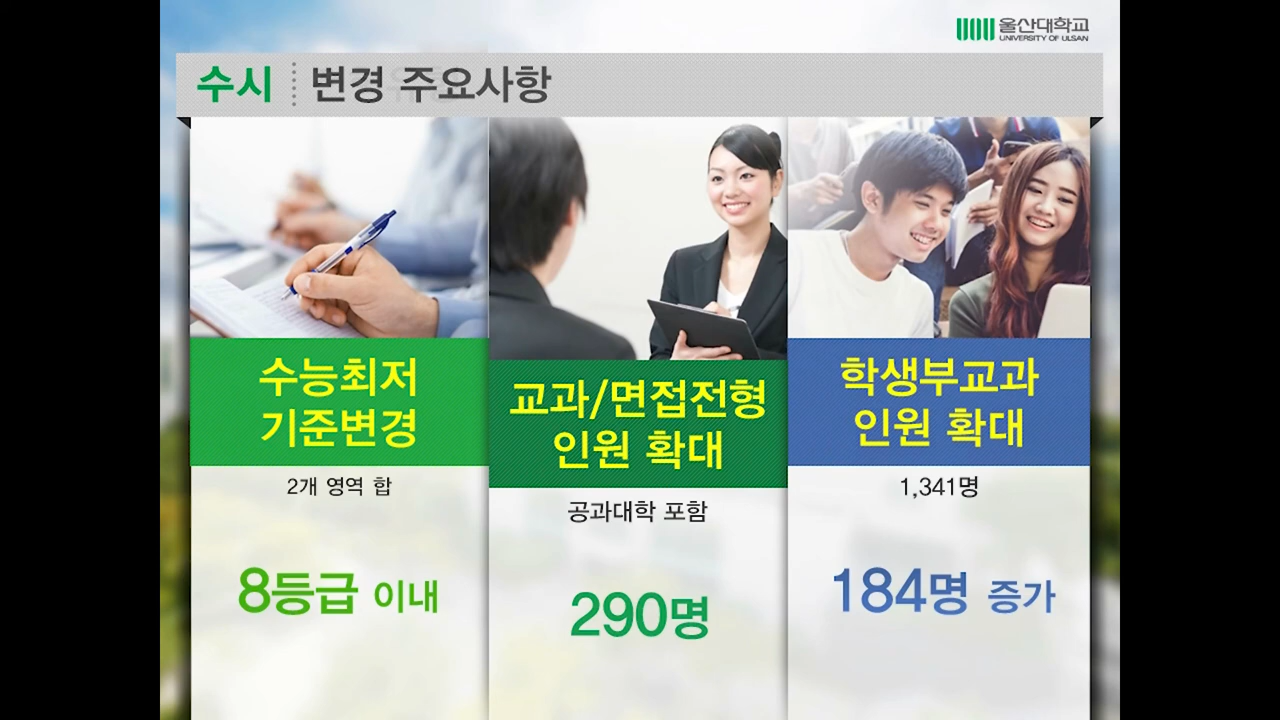 울산대학교
UNIVERSITY OF ULSAN
수시 변경 주요사항
수능최저
기준변경
2개 영역 합
8등급 이내
교과/면접전형
인원 확대
공과대학 포함
290명
학생부교과
인원 확대
1,341명
184명 증가